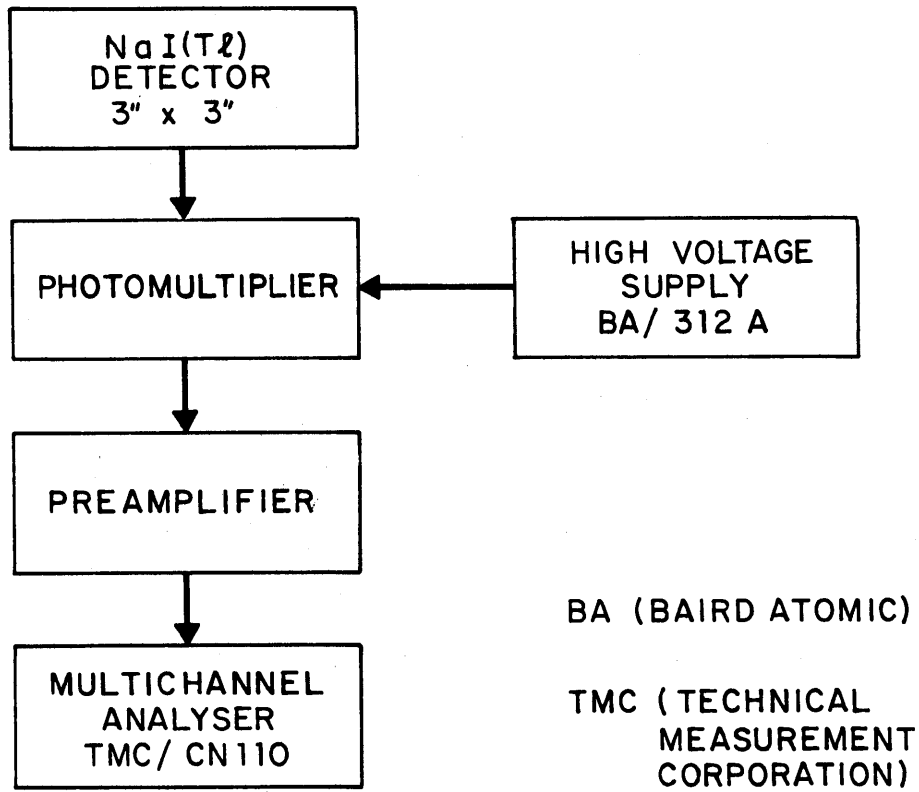 NaI(Tℓ)
DETECTOR
3" x 3"
PHOTOMULTIPLIER
HIGH VOLTAGE
SUPPLY
BA/ 312 A
PREAMPLIFIER
MULTICHANNEL
ANALYSER
TMC/ CN110
BA (BAIRD ATOMIC)
TMC (TECHNICAL
MEASUREMENT
CORPORATION)